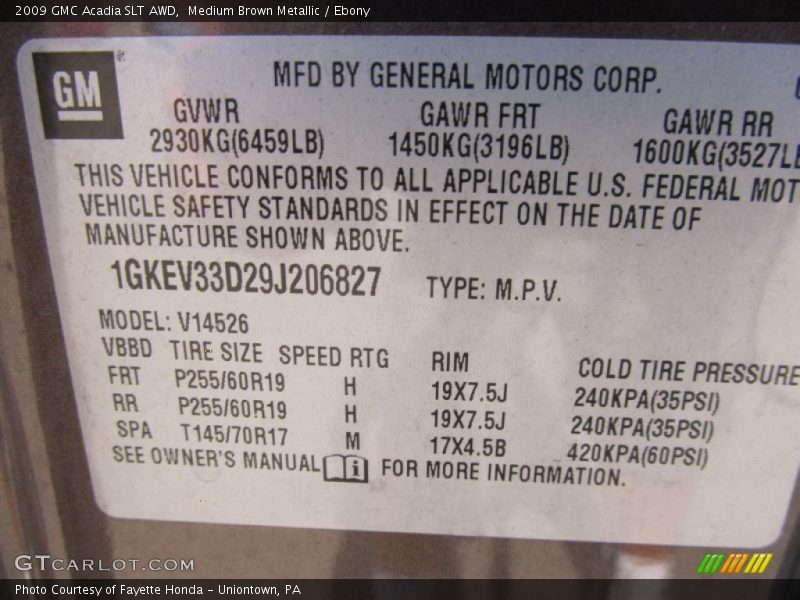 2009 GMC Acadia SLT AWD,  Medium Brown Metallic / Ebony
GM
MFD BY GENERAL MOTORS CORP.
GVWR GAWR FRT GAWR RR
2930KG(6459LB) 1450KG(3196LB) 1600KG(3527LB
THIS VEHICLE CONFORMS TO ALL APPLICABLE U.S. FEDERAL MOT
VEHICLE SAFETY STANDARDS IN EFFECT ON THE DATE OF
MANUFACTURE SHOWN ABOVE.
1GKEV33D29J206827 TYPE: M.P.V.
MODEL: V14526
VBBD TIRE SIZE SPEED RTG RIM COLD TIRE PRESSURE
FRT P255/60R19 H 19X7.5J 240KPA(35PSI)
RR P255/60R19 H 19X7.5J 240KPA(35PSI)
SPA T145/70R17 M 17X4.5B 420KPA(60PSI)
SEE OWNER'S MANUAL i FOR MORE INFORMATION.
GTCARLOT.COM
Photo Courtesy of Fayette Honda - Uniontown, PA